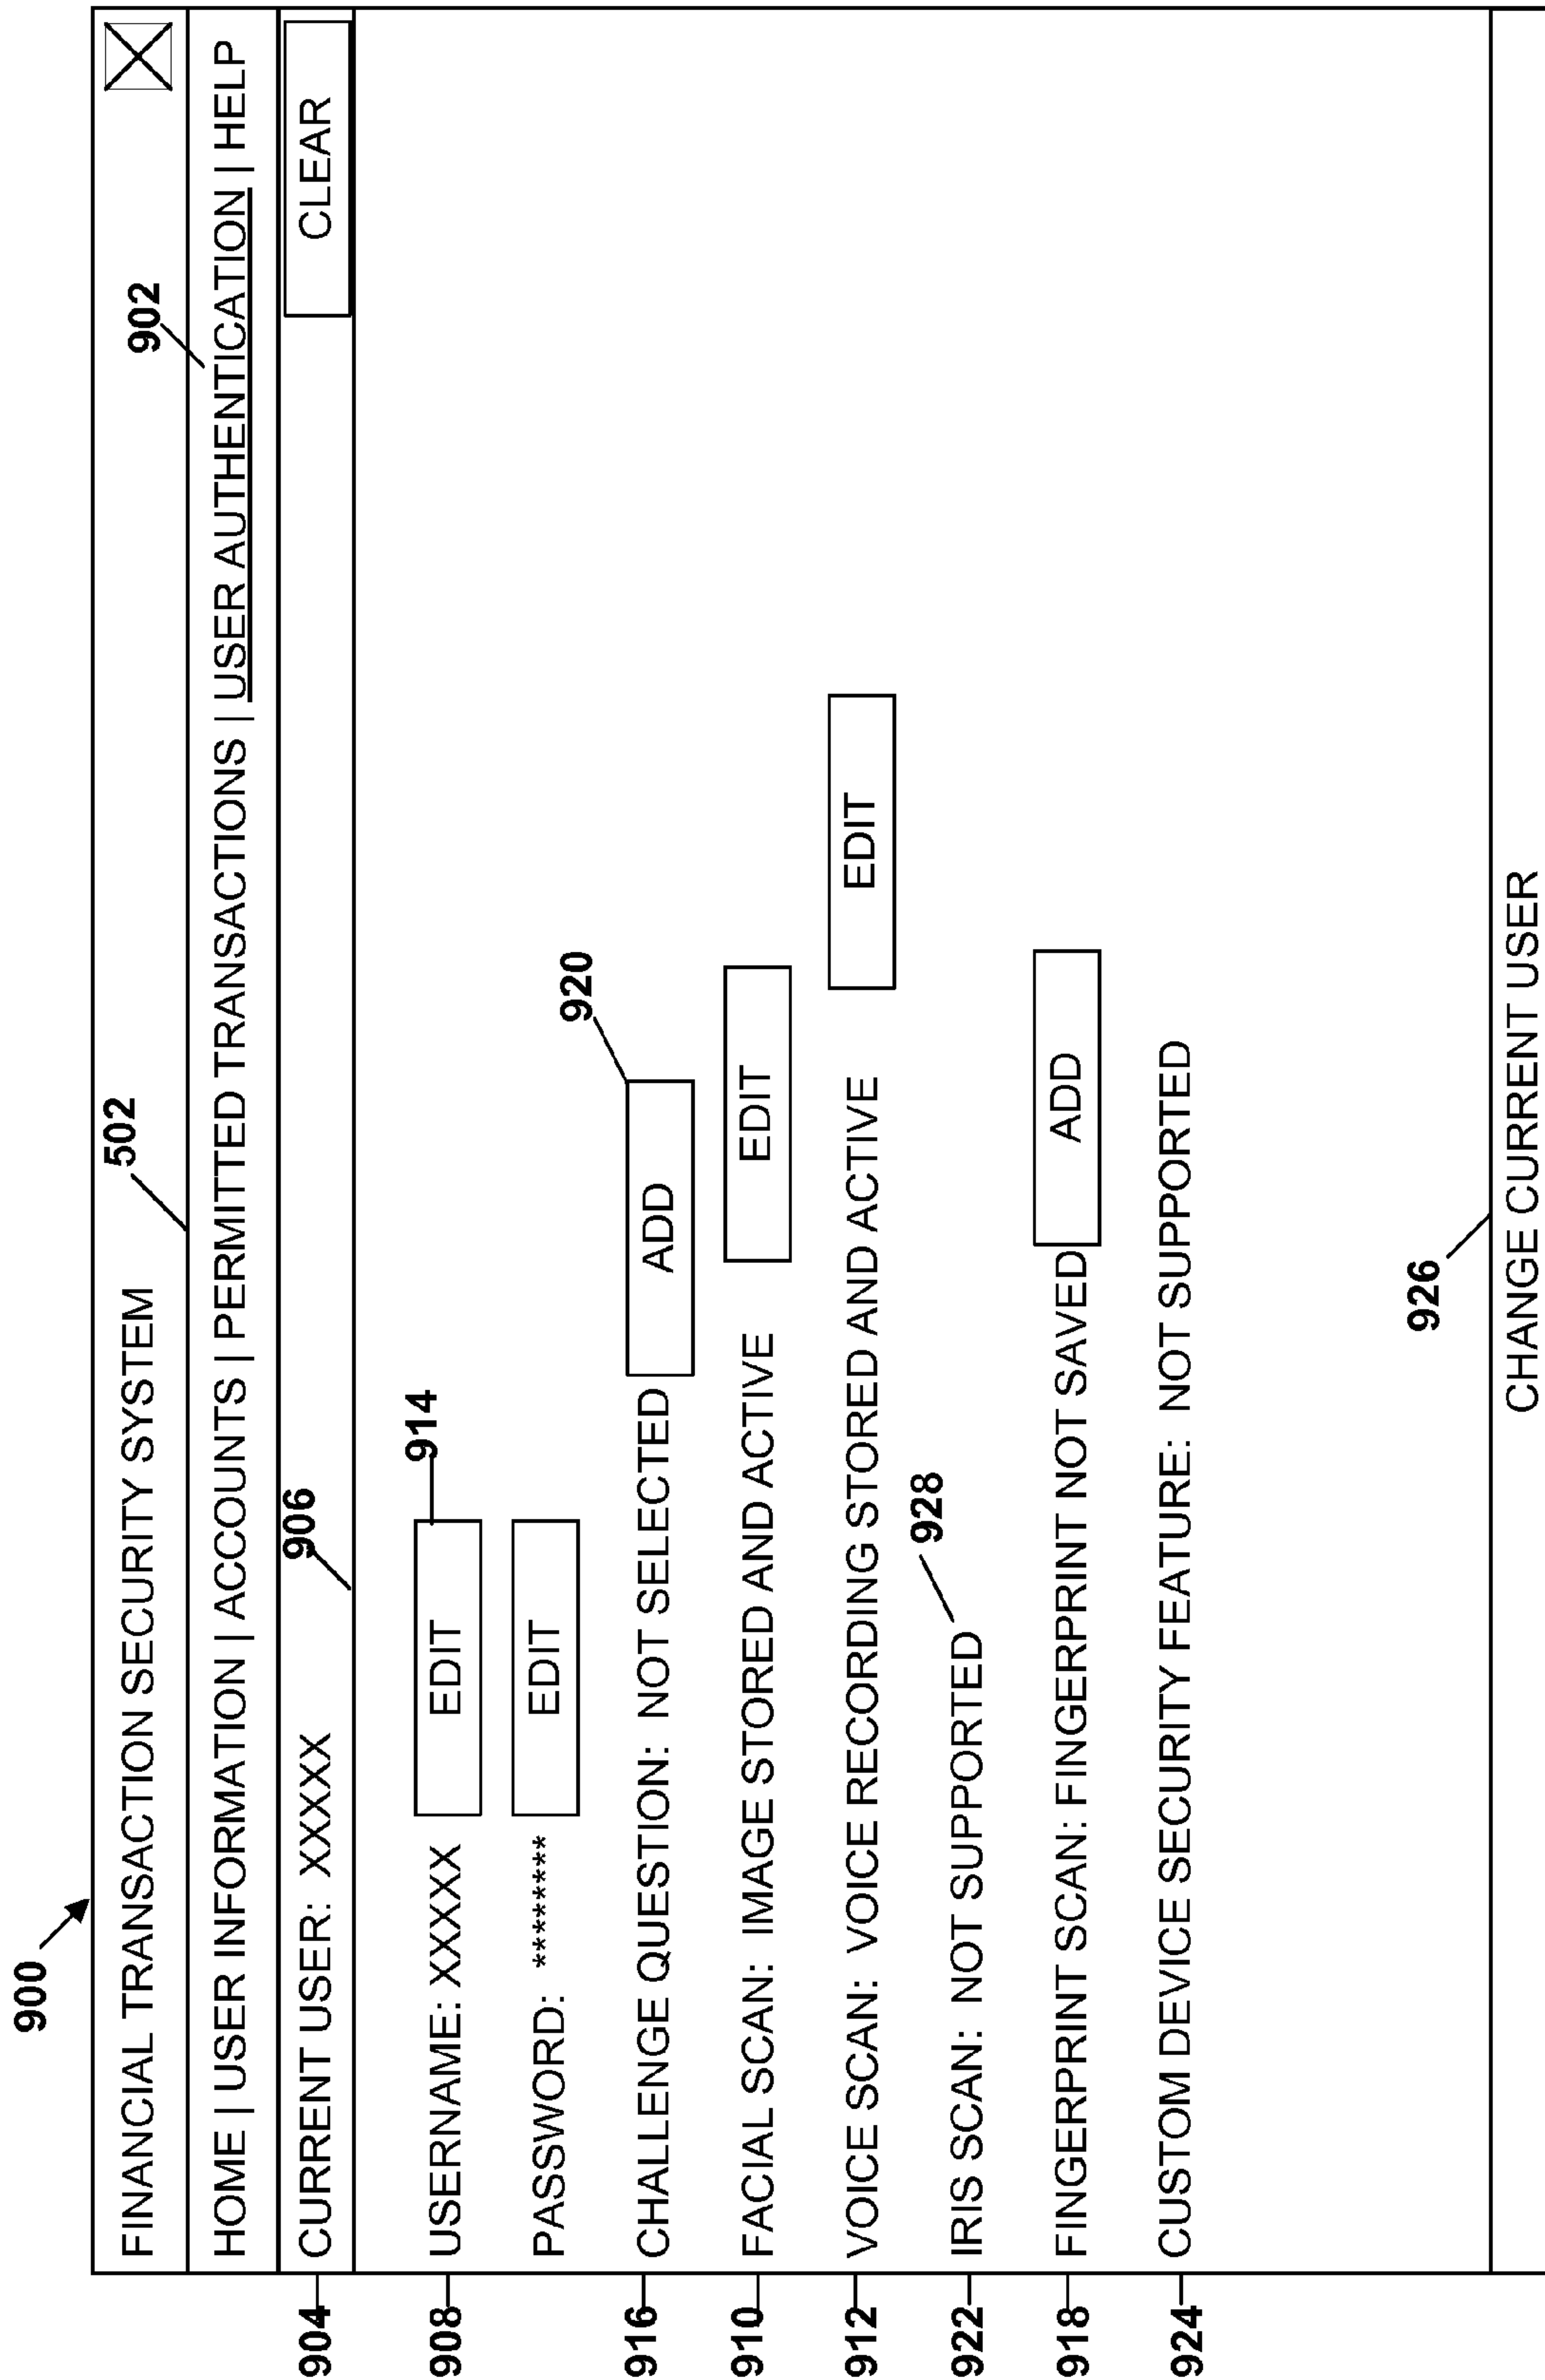 900
FINANCIAL TRANSACTION SECURITY SYSTEM
502
902
HOME | USER INFORMATION | ACCOUNTS | PERMITTED TRANSACTIONS | USER AUTHENTICATION | HELP
904
CURRENT USER: XXXXX
CLEAR
906
908
USERNAME: XXXXX
EDIT
914
PASSWORD: ********
EDIT
916
CHALLENGE QUESTION: NOT SELECTED
ADD
920
910
FACIAL SCAN: IMAGE STORED AND ACTIVE
EDIT
912
VOICE SCAN: VOICE RECORDING STORED AND ACTIVE
EDIT
922
IRIS SCAN: NOT SUPPORTED
928
918
FINGERPRINT SCAN: FINGERPRINT NOT SAVED
ADD
924
CUSTOM DEVICE SECURITY FEATURE: NOT SUPPORTED
926
CHANGE CURRENT USER